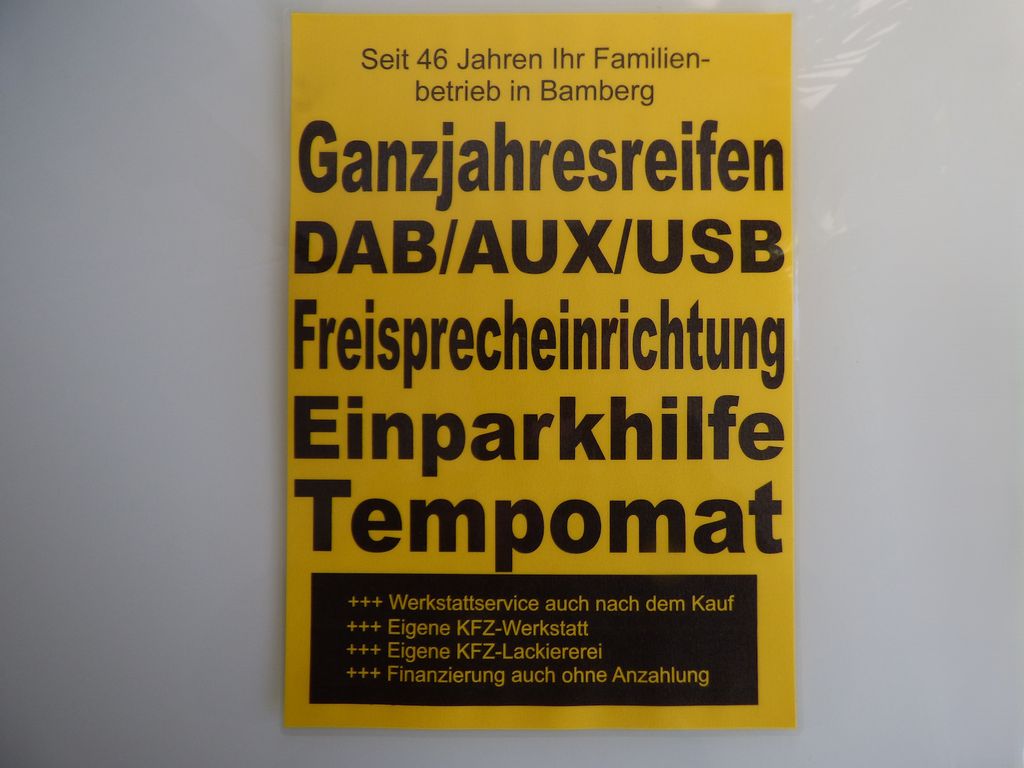 Seit 46 Jahren Ihr Familien-
betrieb in Bamberg
Ganzjahresreifen
DAB/AUX/USB
Freisprecheinrichtung
Einparkhilfe
Tempomat
+++ Werkstattservice auch nach dem Kauf
+++ Eigene KFZ-Werkstatt
+++ Eigene KFZ-Lackiererei
+++ Finanzierung auch ohne Anzahlung